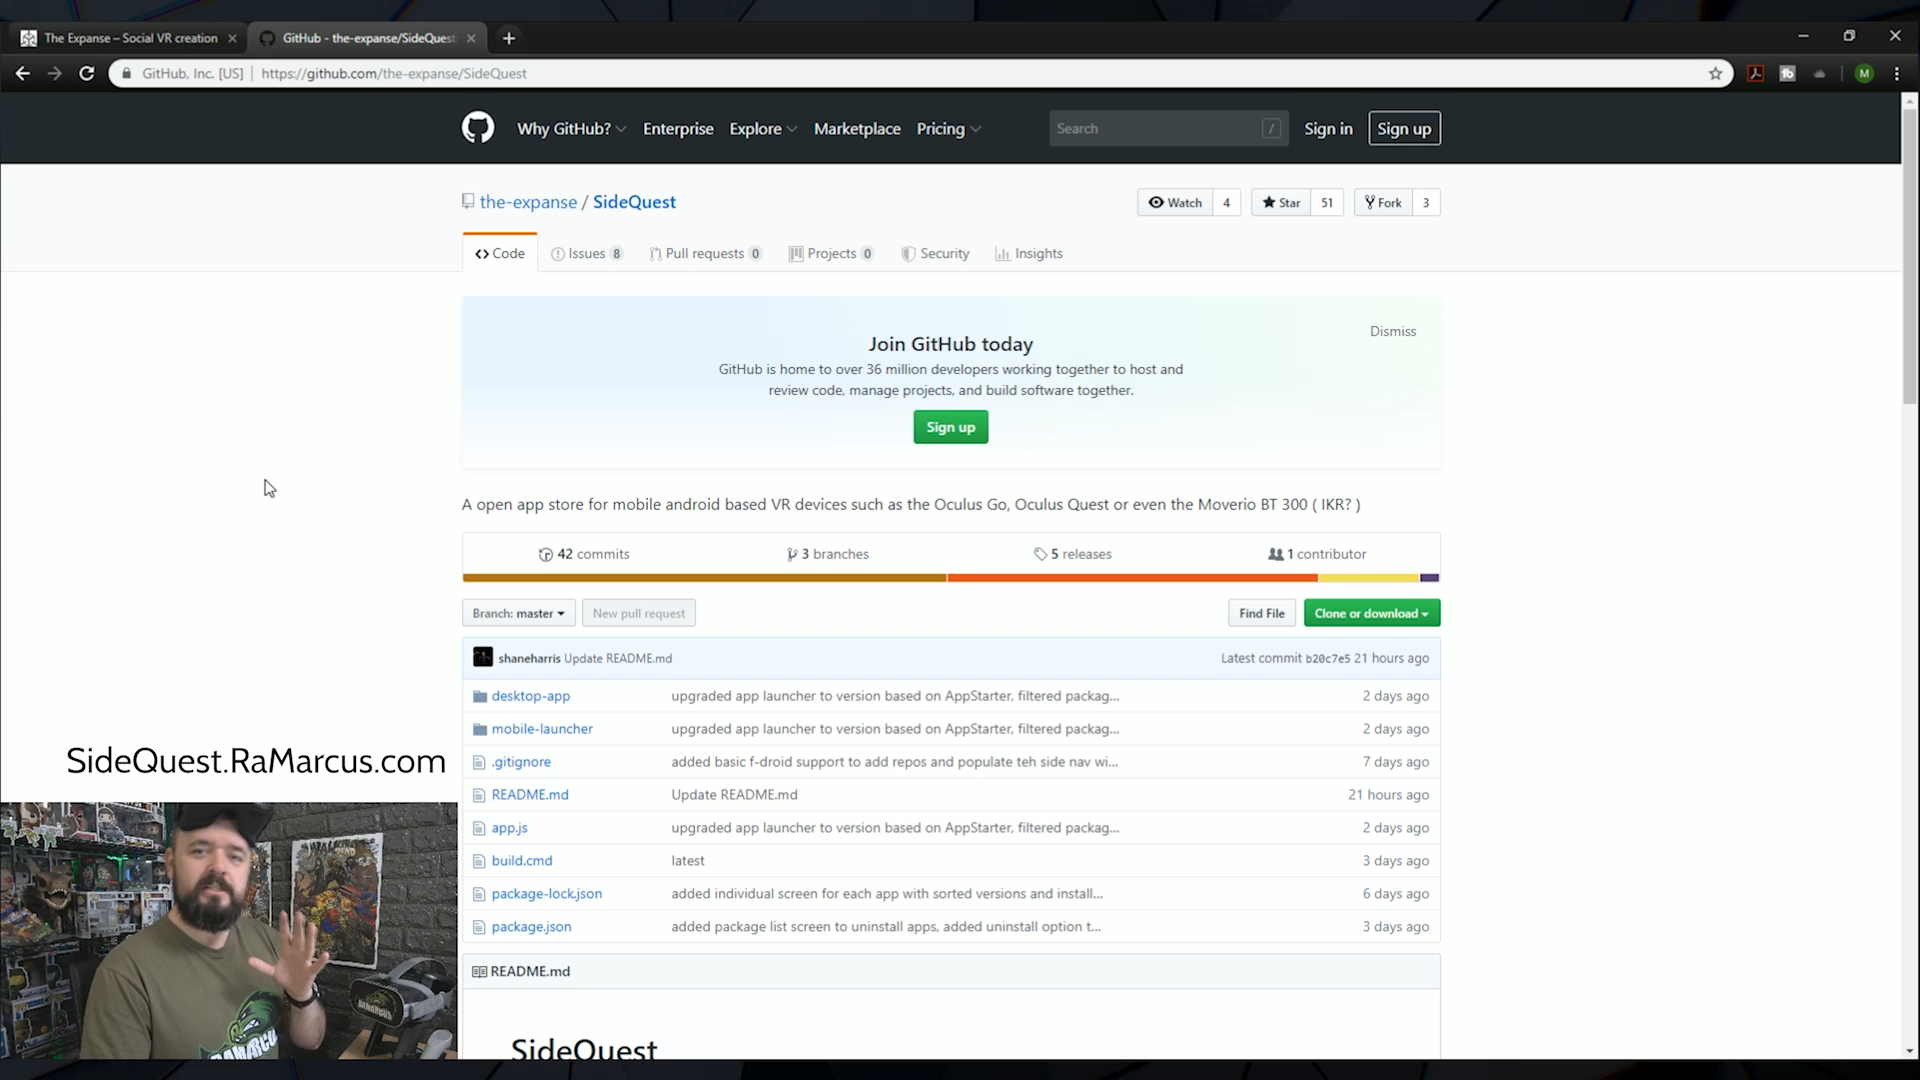 The Expanse – Social VR creation
GitHub - the-expanse/SideQuest:
GitHub, Inc. [US] | https://github.com/the-expanse/SideQuest
M
Why GitHub? Enterprise Explore Marketplace Pricing
Search /
Sign in Sign up
the-expanse / SideQuest
Watch 4 Star 51 Fork 3
Code Issues 8 Pull requests 0 Projects 0 Security Insights
Dismiss
Join GitHub today
GitHub is home to over 36 million developers working together to host and
review code, manage projects, and build software together.
Sign up
A open app store for mobile android based VR devices such as the Oculus Go, Oculus Quest or even the Moverio BT 300 ( IKR? )
42 commits 3 branches 5 releases 1 contributor
Branch: master New pull request Find File Clone or download
shaneharris Update README.md Latest commit b20c7e5 21 hours ago
desktop-app upgraded app launcher to version based on AppStarter, filtered packag... 2 days ago
mobile-launcher upgraded app launcher to version based on AppStarter, filtered packag... 2 days ago
.gitignore added basic f-droid support to add repos and populate teh side nav wi... 7 days ago
README.md Update README.md 21 hours ago
app.js upgraded app launcher to version based on AppStarter, filtered packag... 2 days ago
build.cmd latest 3 days ago
package-lock.json added individual screen for each app with sorted versions and install... 6 days ago
package.json added package list screen to uninstall apps, added uninstall option t... 3 days ago
README.md
SideQuest
SideQuest.RaMarcus.com
RAMARCUS